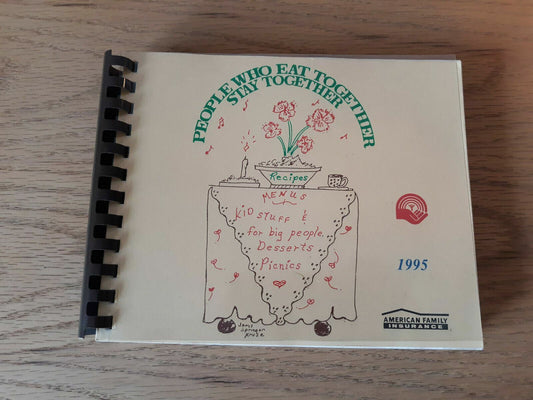 PEOPLE WHO EAT TOGETHER
STAY TOGETHER
Recipes
MENUS
KID STUFF &
for big people.
Desserts
Picnics
1995
AMERICAN FAMILY
INSURANCE